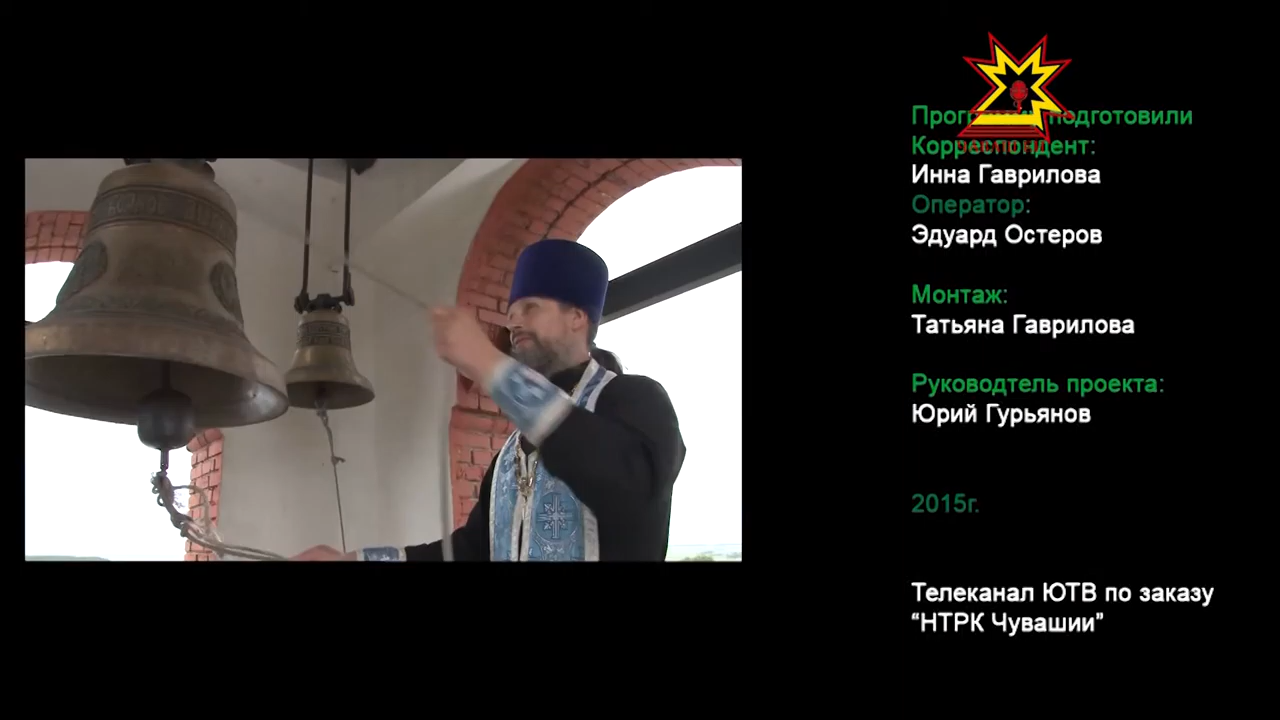 Программу подготовили
Корреспондент:
Инна Гаврилова
Оператор:
Эдуард Остеров
Монтаж:
Татьяна Гаврилова
Руководтель проекта:
Юрий Гурьянов
2015г.
Телеканал ЮТВ по заказу
“НТРК Чувашии”